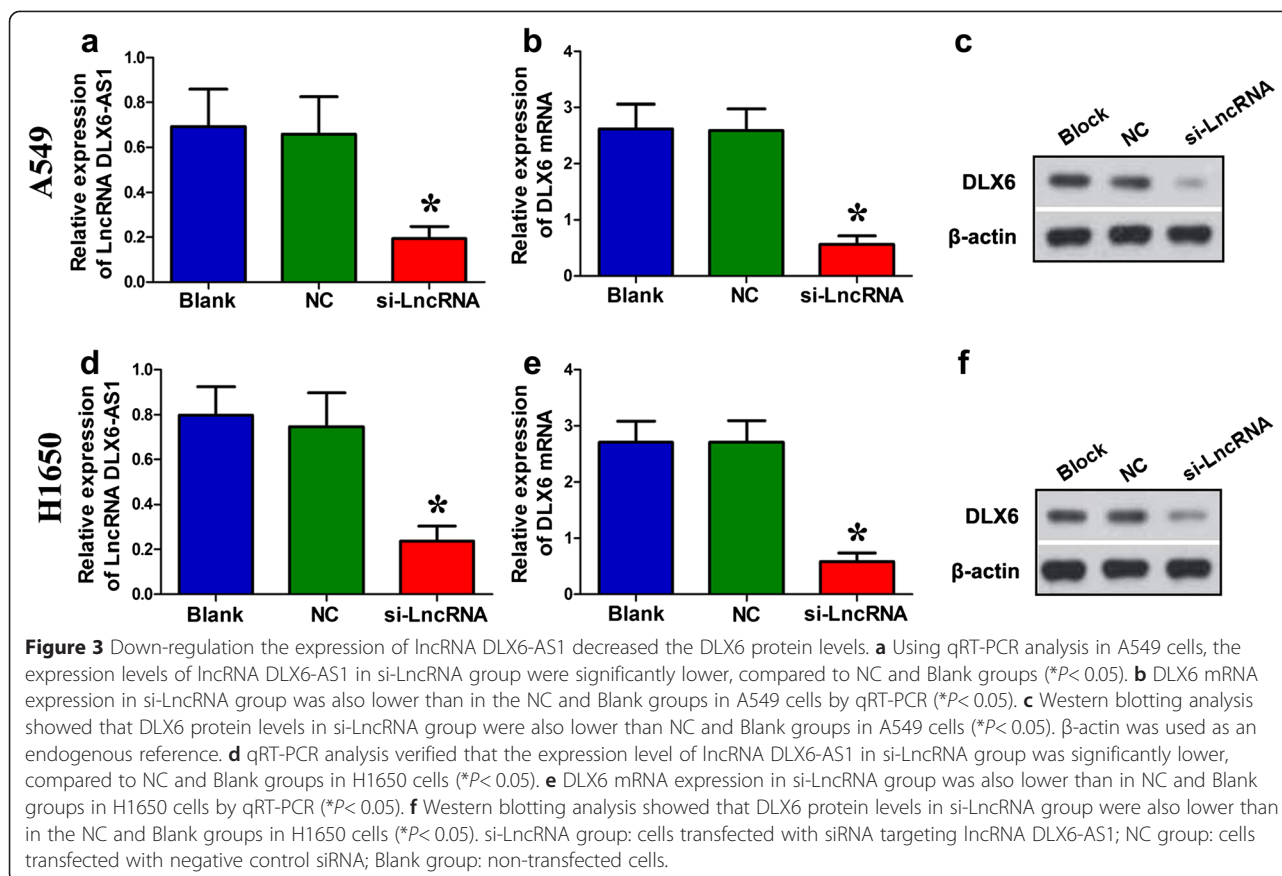 a
Relative expression
of LncRNA DLX6-AS1
1.0
0.8
0.6
0.4
0.2
0.0
*
Blank NC si-LncRNA
A549
b
Relative expression
of DLX6 mRNA
4
3
2
1
0
*
Blank NC si-LncRNA
c
Block NC si-LncRNA
DLX6
β-actin
d
Relative expression
of LncRNA DLX6-AS1
1.0
0.8
0.6
0.4
0.2
0.0
*
Blank NC si-LncRNA
H1650
e
Relative expression
of DLX6 mRNA
4
3
2
1
0
*
Blank NC si-LncRNA
f
Block NC si-LncRNA
DLX6
β-actin
Figure 3 Down-regulation the expression of lncRNA DLX6-AS1 decreased the DLX6 protein levels. a Using qRT-PCR analysis in A549 cells, the
expression levels of lncRNA DLX6-AS1 in si-LncRNA group were significantly lower, compared to NC and Blank groups (*P< 0.05). b DLX6 mRNA
expression in si-LncRNA group was also lower than in the NC and Blank groups in A549 cells by qRT-PCR (*P< 0.05). c Western blotting analysis
showed that DLX6 protein levels in si-LncRNA group were also lower than NC and Blank groups in A549 cells (*P< 0.05). β-actin was used as an
endogenous reference. d qRT-PCR analysis verified that the expression level of lncRNA DLX6-AS1 in si-LncRNA group was significantly lower,
compared to NC and Blank groups in H1650 cells (*P< 0.05). e DLX6 mRNA expression in si-LncRNA group was also lower than in NC and Blank
groups in H1650 cells by qRT-PCR (*P< 0.05). f Western blotting analysis showed that DLX6 protein levels in si-LncRNA group were also lower than
in the NC and Blank groups in H1650 cells (*P< 0.05). si-LncRNA group: cells transfected with siRNA targeting lncRNA DLX6-AS1; NC group: cells
transfected with negative control siRNA; Blank group: non-transfected cells.